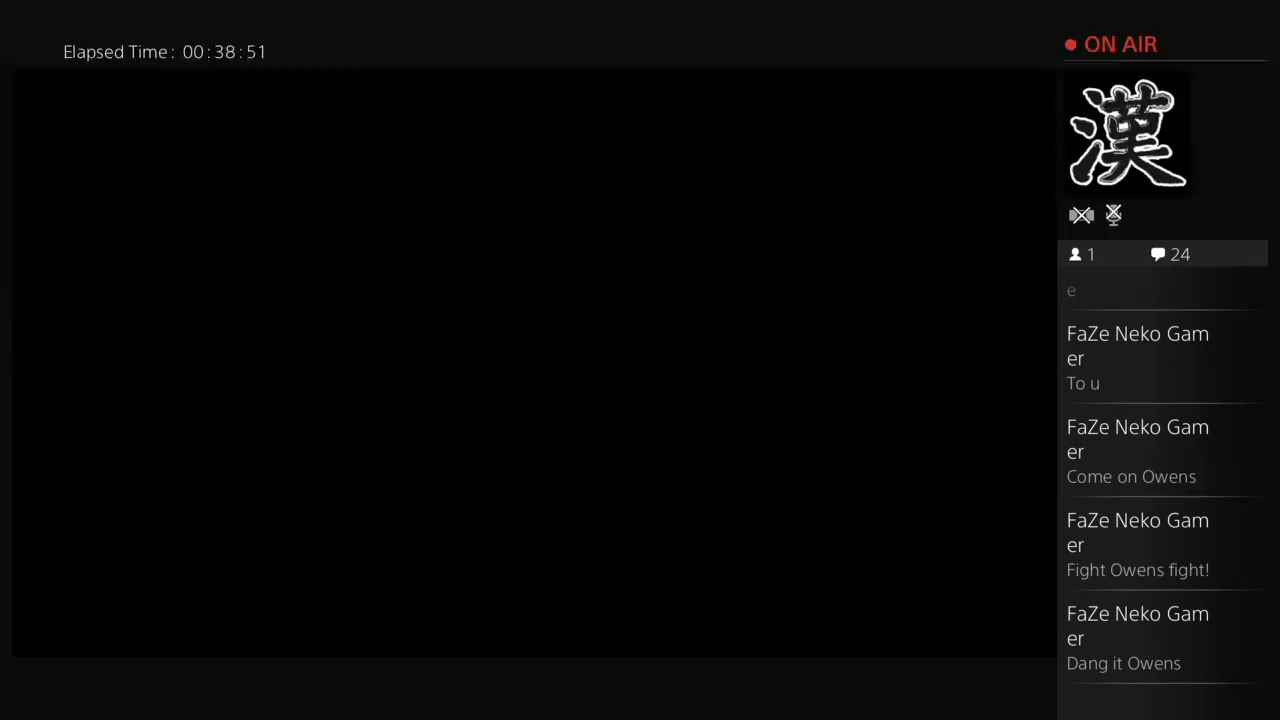 Elapsed Time: 00:38:51
ON AIR
漢
1 24
e
FaZe Neko Gam
er
To u
FaZe Neko Gam
er
Come on Owens
FaZe Neko Gam
er
Fight Owens fight!
FaZe Neko Gam
er
Dang it Owens